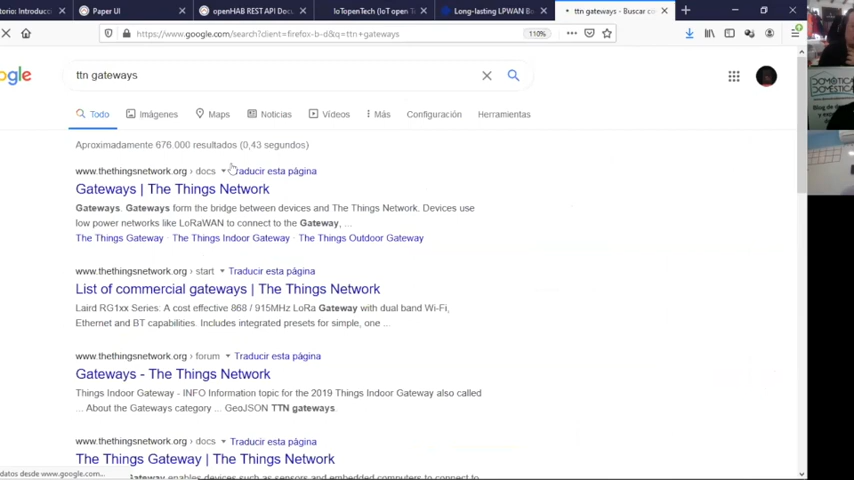 torio: Introducci
Paper UI
openHAB REST API Docu
IoTopenTech (IoT open T
Long-lasting LPWAN Bo
ttn gateways - Buscar co
https://www.google.com/search?client=firefox-b-d&q=ttn+gateways
110%
ogle
ttn gateways
Todo
Imágenes
Maps
Noticias
Vídeos
Más
Configuración
Herramientas
Aproximadamente 676.000 resultados (0,43 segundos)
www.thethingsnetwork.org › docs Traducir esta página
Gateways | The Things Network
Gateways. Gateways form the bridge between devices and The Things Network. Devices use
low power networks like LoRaWAN to connect to the Gateway, ...
The Things Gateway · The Things Indoor Gateway · The Things Outdoor Gateway
www.thethingsnetwork.org › start Traducir esta página
List of commercial gateways | The Things Network
Laird RG1xx Series. A cost effective 868 / 915MHz LoRa Gateway with dual band Wi-Fi,
Ethernet and BT capabilities. Includes integrated presets for simple, one ...
www.thethingsnetwork.org › forum Traducir esta página
Gateways - The Things Network
Things Indoor Gateway - INFO Information topic for the 2019 Things Indoor Gateway also called
... About the Gateways category ... GeoJSON TTN gateways.
www.thethingsnetwork.org › docs Traducir esta página
The Things Gateway | The Things Network
Gateway enables devices such as sensors and embedded computers to connect to
datos desde www.google.com...
DOMOTICA
DOMESTICA
Blog de